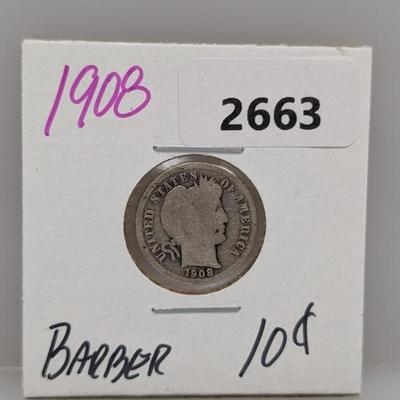 1908
2663
UNITED STATES OF AMERICA
1908
BARBER 10¢